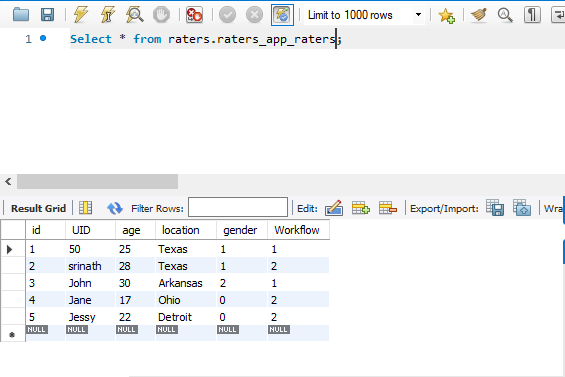 Limit to 1000 rows
1 Select * from raters.raters_app_raters;
Result Grid Filter Rows: Edit: Export/Import: Wra
id UID age location gender Workflow
1 50 25 Texas 1 1
2 srinath 28 Texas 1 2
3 John 30 Arkansas 2 1
4 Jane 17 Ohio 0 2
5 Jessy 22 Detroit 0 2
NULL NULL NULL NULL NULL NULL